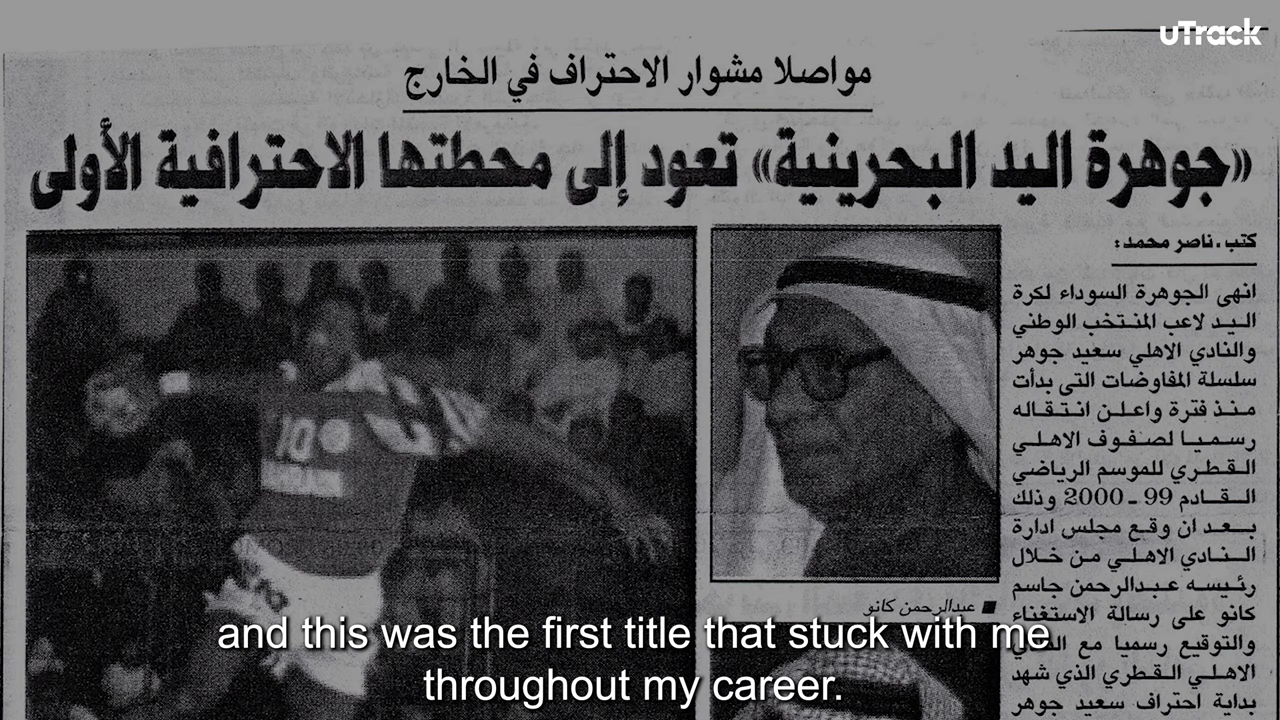 uTrack
مواصلا مشوار الاحتراف في الخارج
«جوهرة اليد البحرينية» تعود إلى محطتها الاحترافية الأولى
كتب . ناصر محمد :
انهى الجوهرة السوداء لكرة
اليد لاعب المنتخب الوطني
والنادي الاهلي سعيد جوهر
سلسلة المفاوضات التى بدأت
منذ فترة واعلن انتقاله
رسميا لصفوف الاهلي
القطري للموسم الرياضي
القادم 99 ـ 2000 وذلك
بعد ان وقع مجلس ادارة
النادي الاهلي من خلال
رئيسه عبدالرحمن جاسم
كانو على رسالة الاستغناء
والتوقيع رسميا مع
الاهلي القطري الذي شهد
بداية احتراف سعيد جوهر
■ عبدالرحمن كانو
10
and this was the first title that stuck with me
throughout my career.